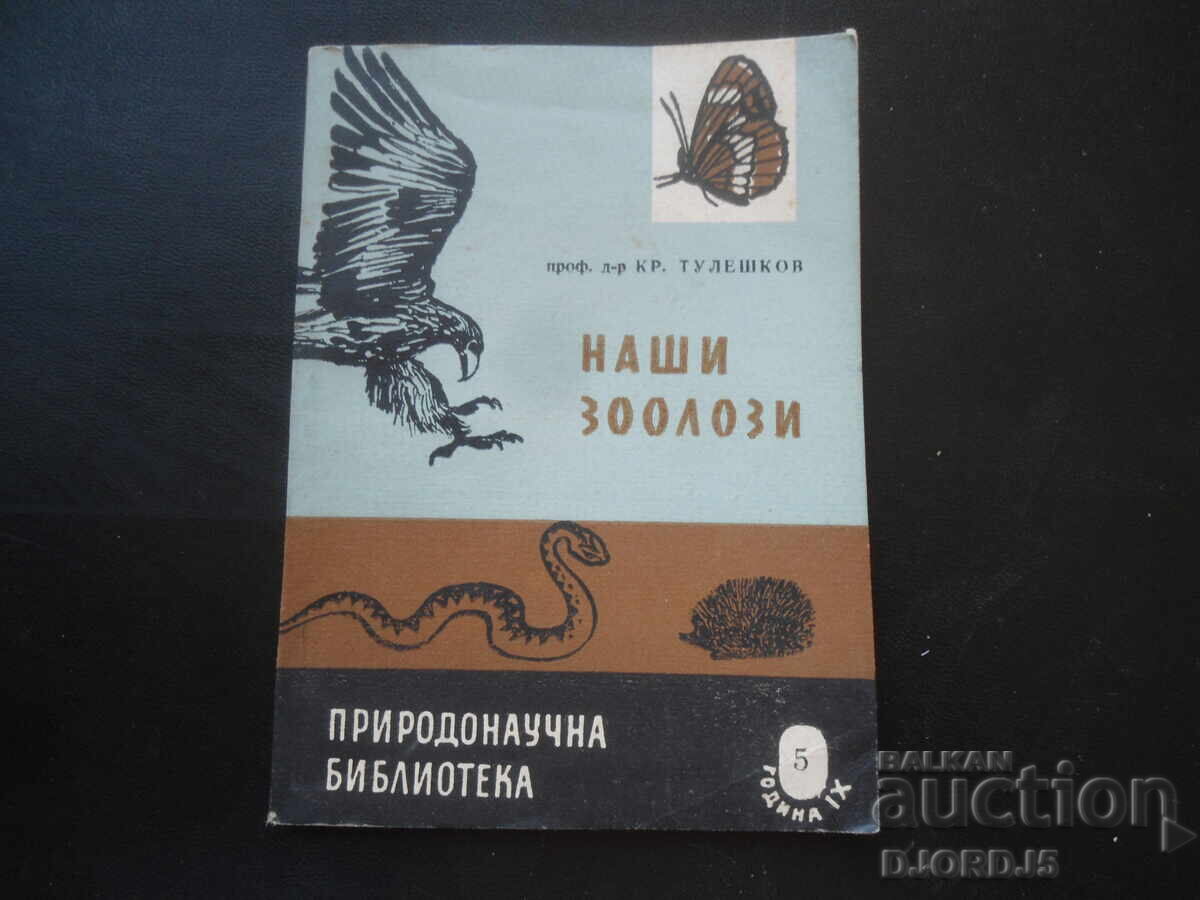 проф. д-р КР. ТУЛЕШКОВ
НАШИ
ЗООЛОЗИ
ПРИРОДОНАУЧНА
БИБЛИОТЕКА
5
ГОДИНА IX
BALKAN
auction
DJORDJ5